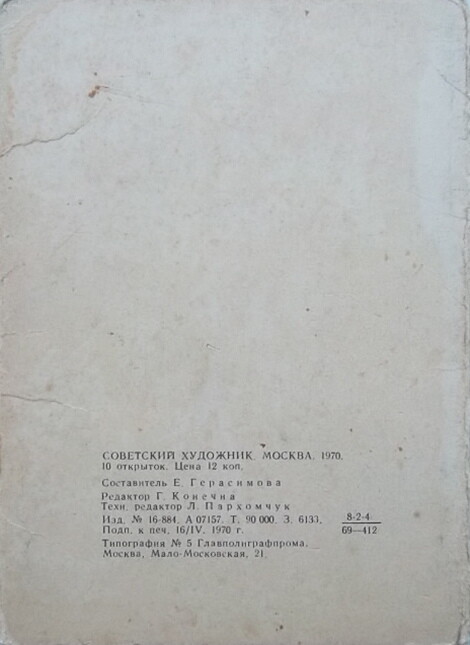 СОВЕТСКИЙ ХУДОЖНИК. МОСКВА. 1970.
10 открыток. Цена 12 коп.
Составитель Е. Герасимова
Редактор Г. Конечна
Техн. редактор Л. Пархомчук
Изд. № 16-884. А 07157. Т. 90 000. З. 6133. 8-2-4
Подп. к печ. 16/IV. 1970 г. 69—412
Типография № 5 Главполиграфпрома.
Москва, Мало-Московская, 21.